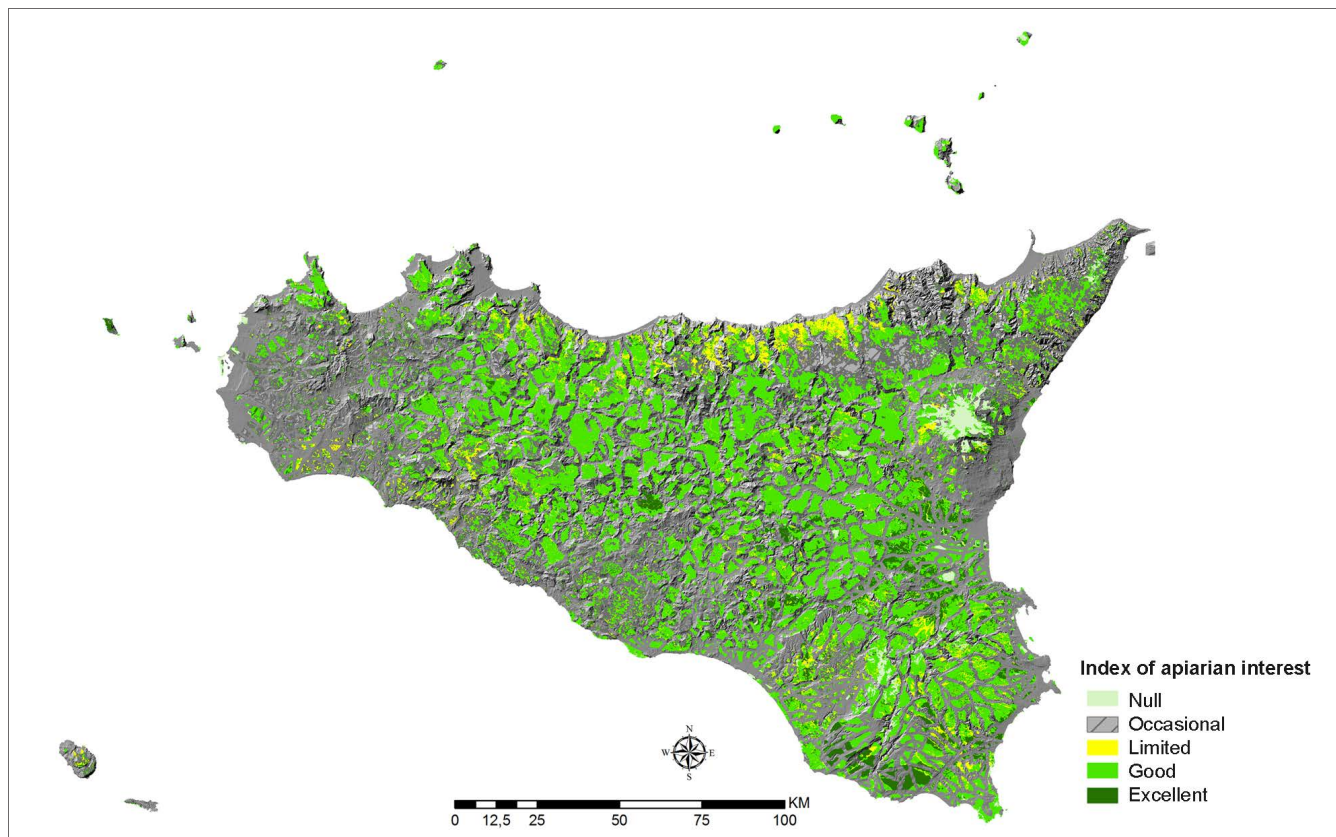 Index of apiarian interest
Null
Occasional
Limited
Good
Excellent
N
W E
S
KM
0 12,5 25 50 75 100